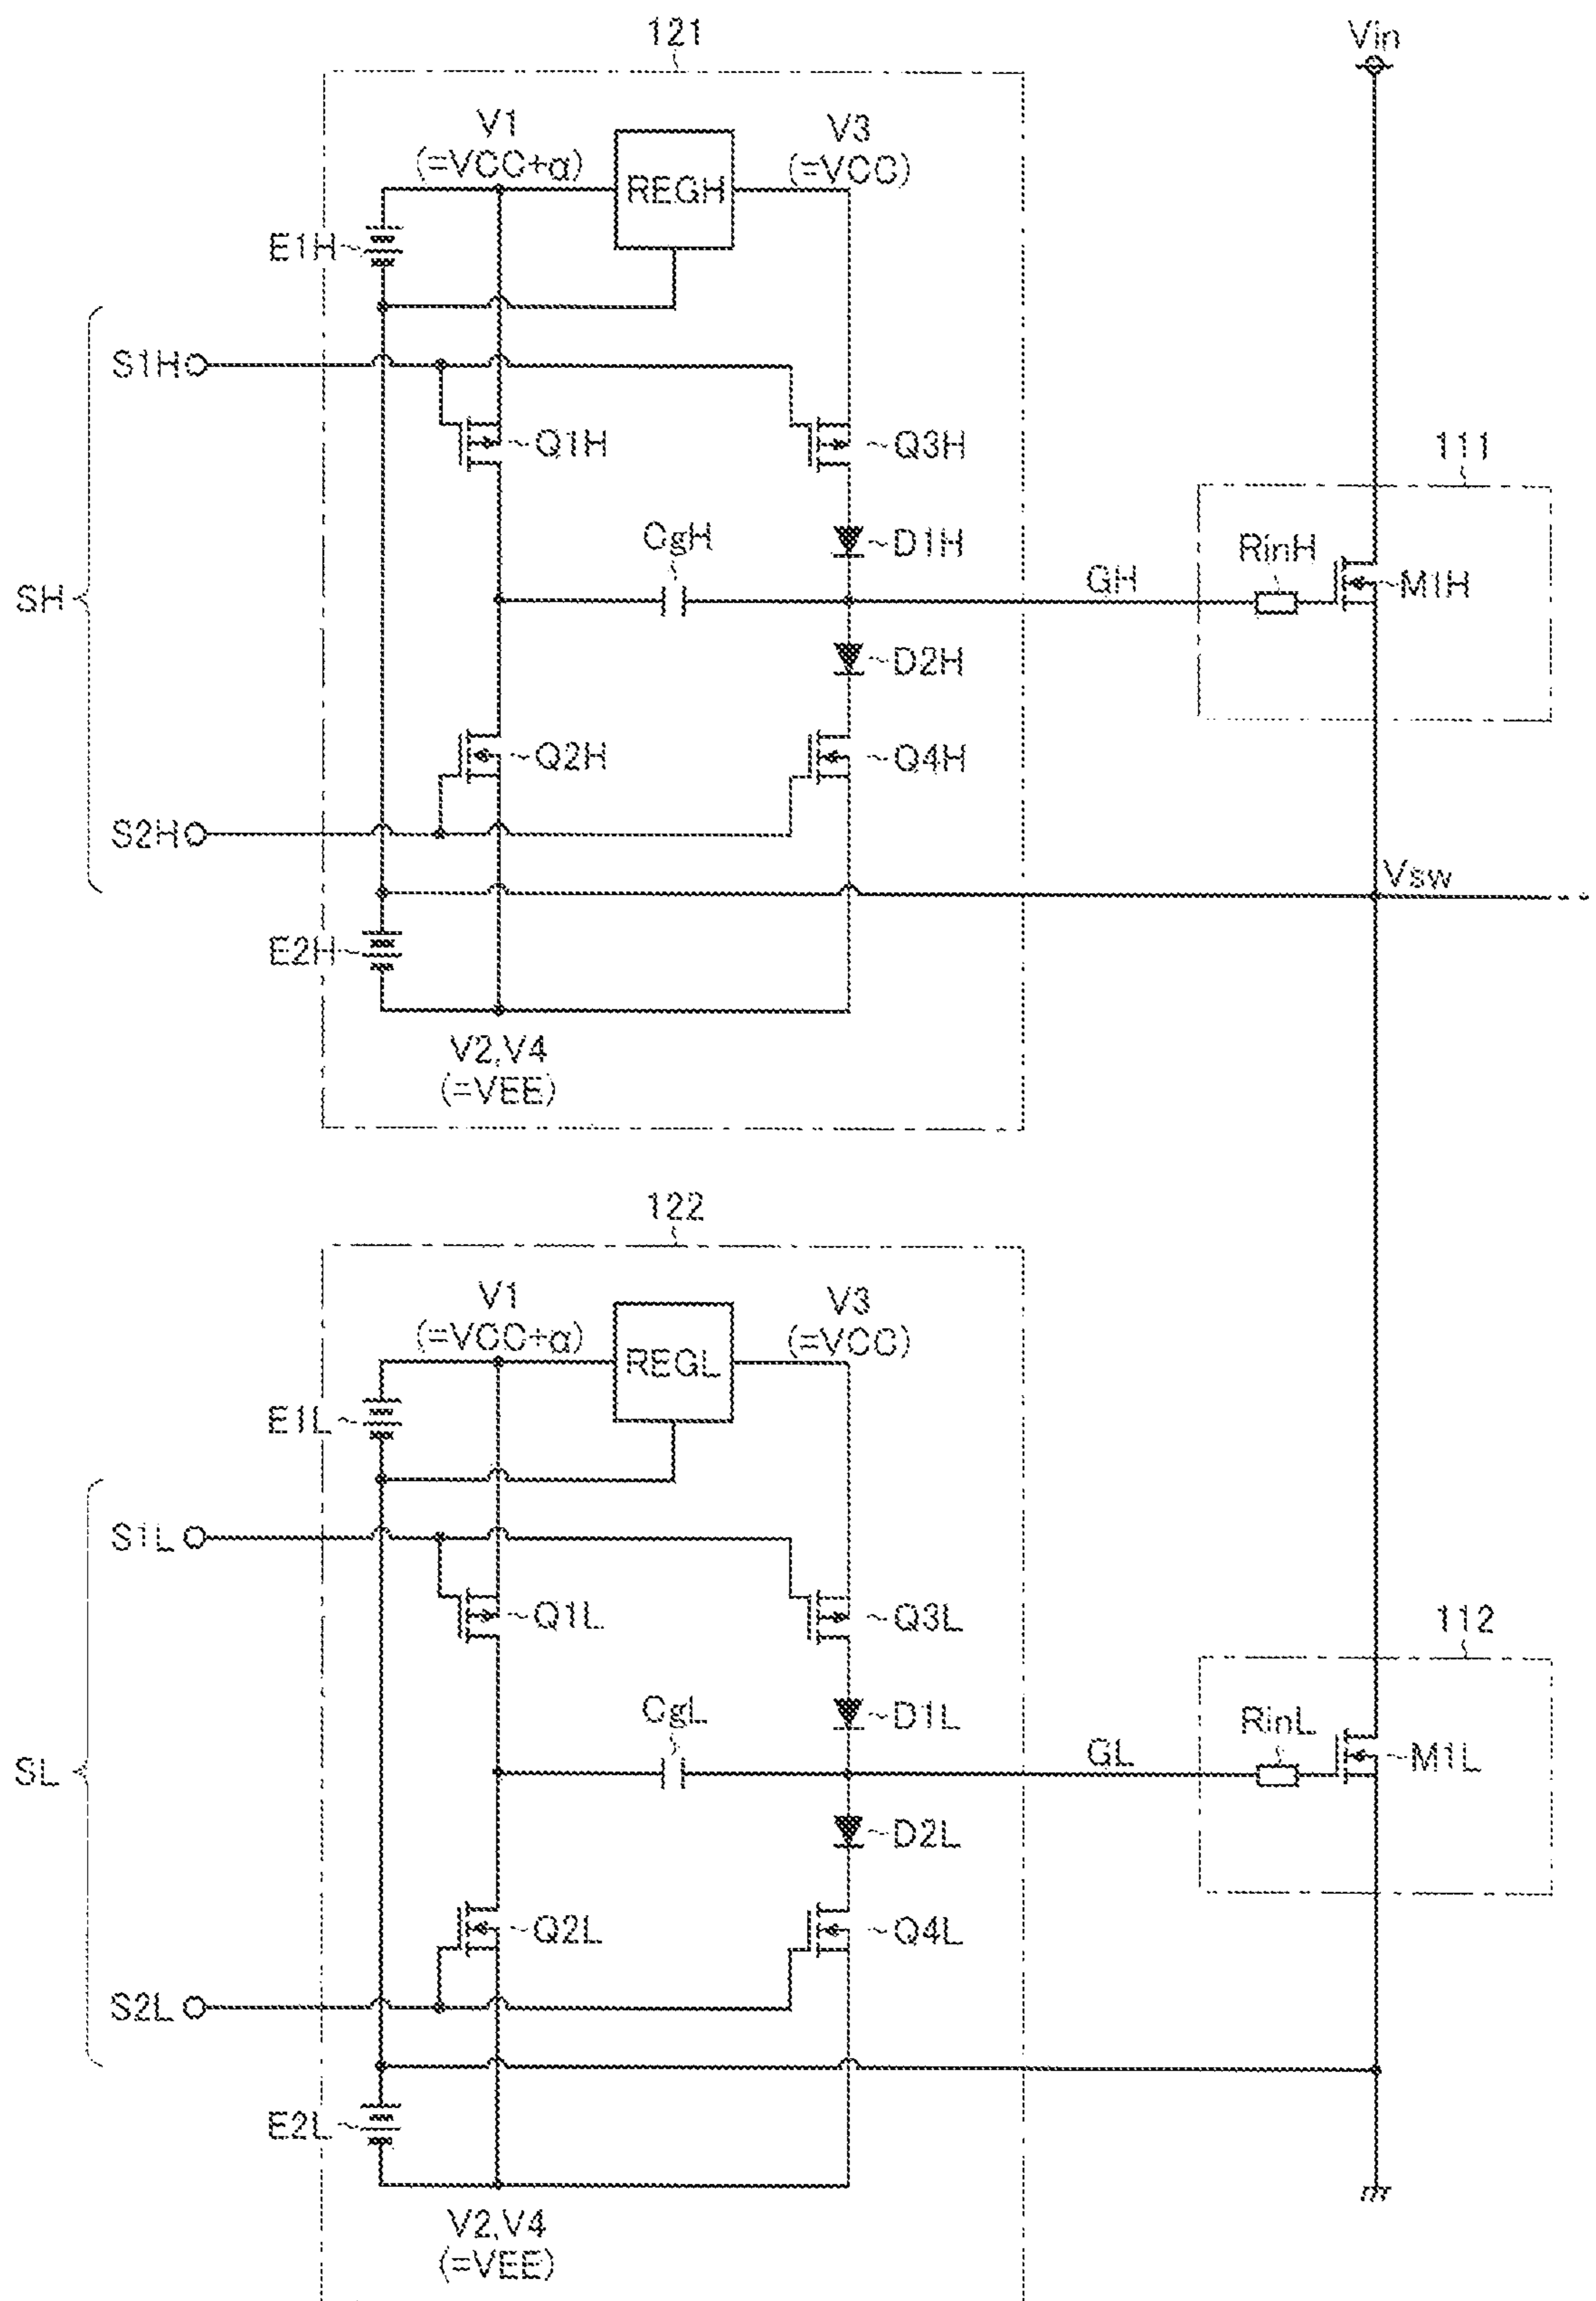 121
Vin
V1
(=VCC+α)
REGH
V3
(=VCC)
E1H
S1H
Q1H
Q3H
111
CgH
D1H
GH
RinH
M1H
SH
D2H
Q2H
Q4H
S2H
Vsw
E2H
V2,V4
(=VEE)
122
V1
(=VCC+α)
REGL
V3
(=VCC)
E1L
S1L
Q1L
Q3L
112
CgL
D1L
GL
RinL
M1L
SL
D2L
Q2L
Q4L
S2L
E2L
V2,V4
(=VEE)